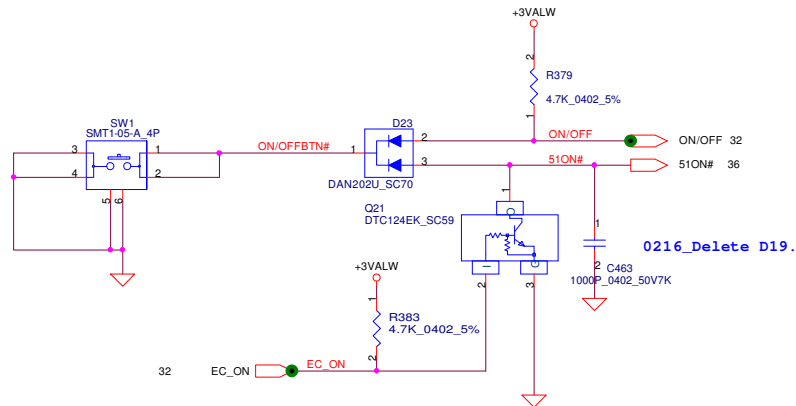 +3VALW
2
R379
4.7K_0402_5%
1
SW1
SMT1-05-A_4P
D23
3
1
ON/OFFBTN#
1
2
ON/OFF
ON/OFF 32
4
2
3
51ON#
51ON# 36
DAN202U_SC70
5
6
Q21
DTC124EK_SC59
1
O
I
G
1
2
C463
1000P_0402_50V7K
0216_Delete D19.
+3VALW
1
R383
4.7K_0402_5%
2
2
3
32 EC_ON
EC_ON